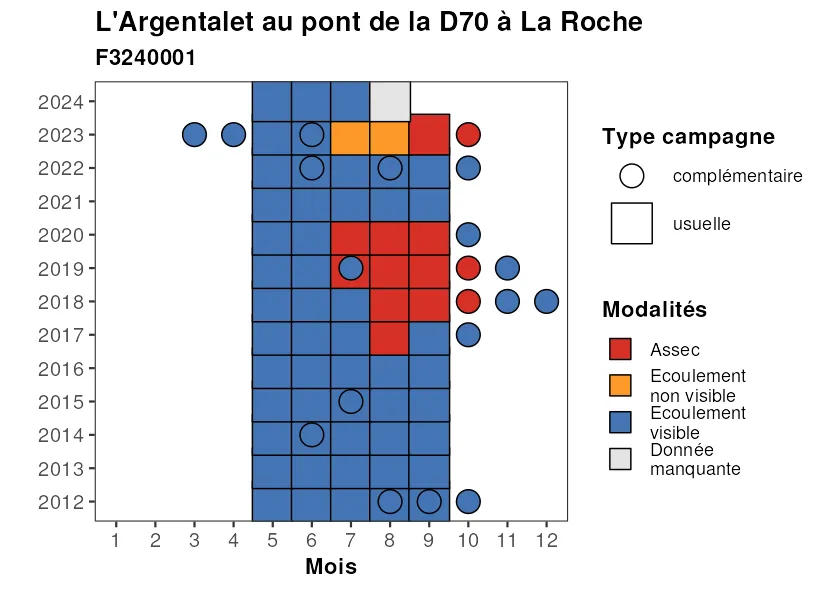 L'Argentalet au pont de la D70 à La Roche
F3240001
2024
2023
2022
2021
2020
2019
2018
2017
2016
2015
2014
2013
2012
1 2 3 4 5 6 7 8 9 10 11 12
Mois
Type campagne
complémentaire
usuelle
Modalités
Assec
Ecoulement
non visible
Ecoulement
visible
Donnée
manquante